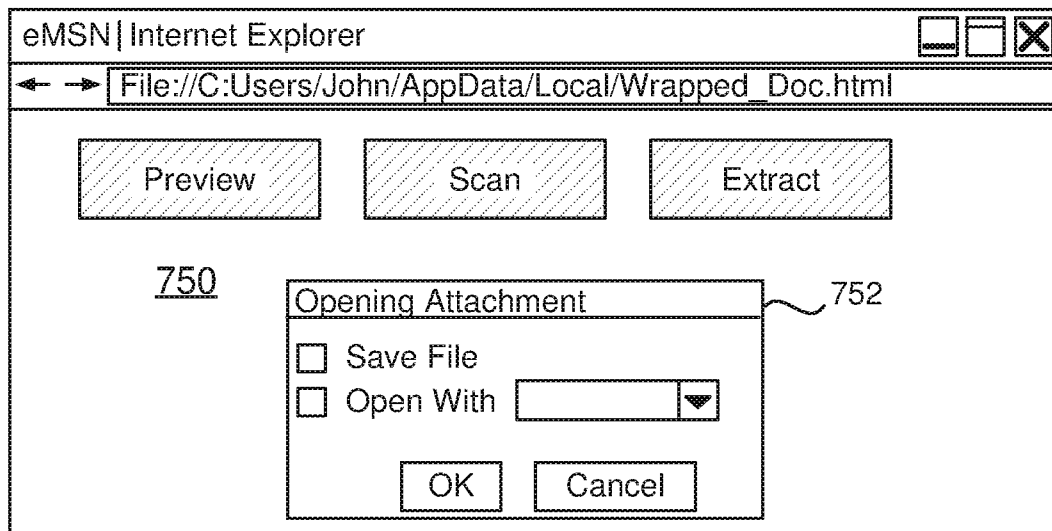 eMSN|Internet Explorer
File://C:Users/John/AppData/Local/Wrapped_Doc.html
Preview Scan Extract
750
Opening Attachment 752
Save File
Open With
OK Cancel